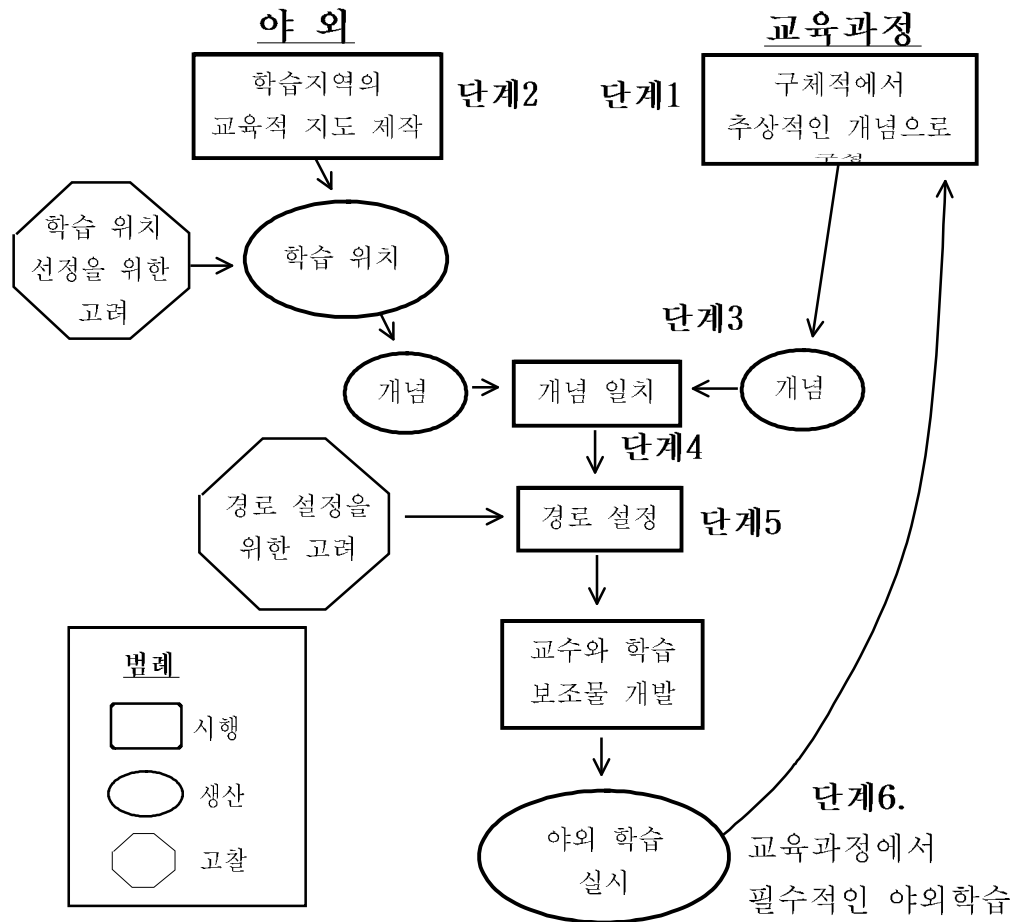 야 외
교육과정
학습지역의
교육적 지도 제작
단계2
단계1
구체적에서
추상적인 개념으로
학습 위치
선정을 위한
고려
학습 위치
단계3
개념
개념 일치
개념
단계4
경로 설정을
위한 고려
경로 설정
단계5
교수와 학습
보조물 개발
범례
시행
생산
고찰
야외 학습
실시
단계6.
교육과정에서
필수적인 야외학습